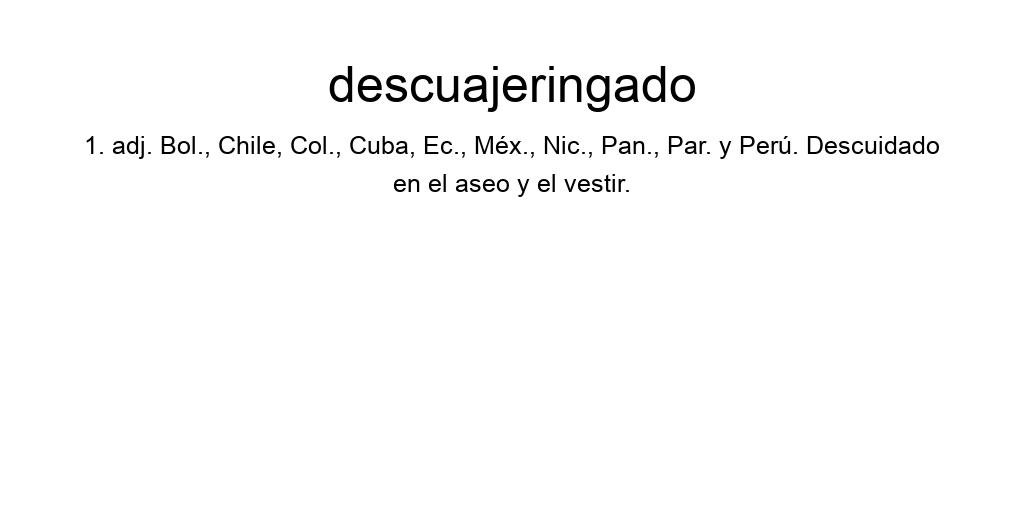 descuajeringado
1. adj. Bol., Chile, Col., Cuba, Ec., Méx., Nic., Pan., Par. y Perú. Descuidado
en el aseo y el vestir.